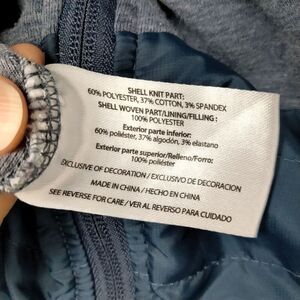 SHELL KNIT PART:
60% POLYESTER, 37% COTTON, 3% SPANDEX
SHELL WOVEN PART/LINING/FILLING :
100% POLYESTER
Exterior parte inferior:
60% poliéster, 37% algodón, 3% elastano
Exterior parte superior/Relleno/Forro:
100% poliéster
EXCLUSIVE OF DECORATION / EXCLUSIVO DE DECORACION
MADE IN CHINA / HECHO EN CHINA
SEE REVERSE FOR CARE / VER AL REVERSO PARA CUIDADO